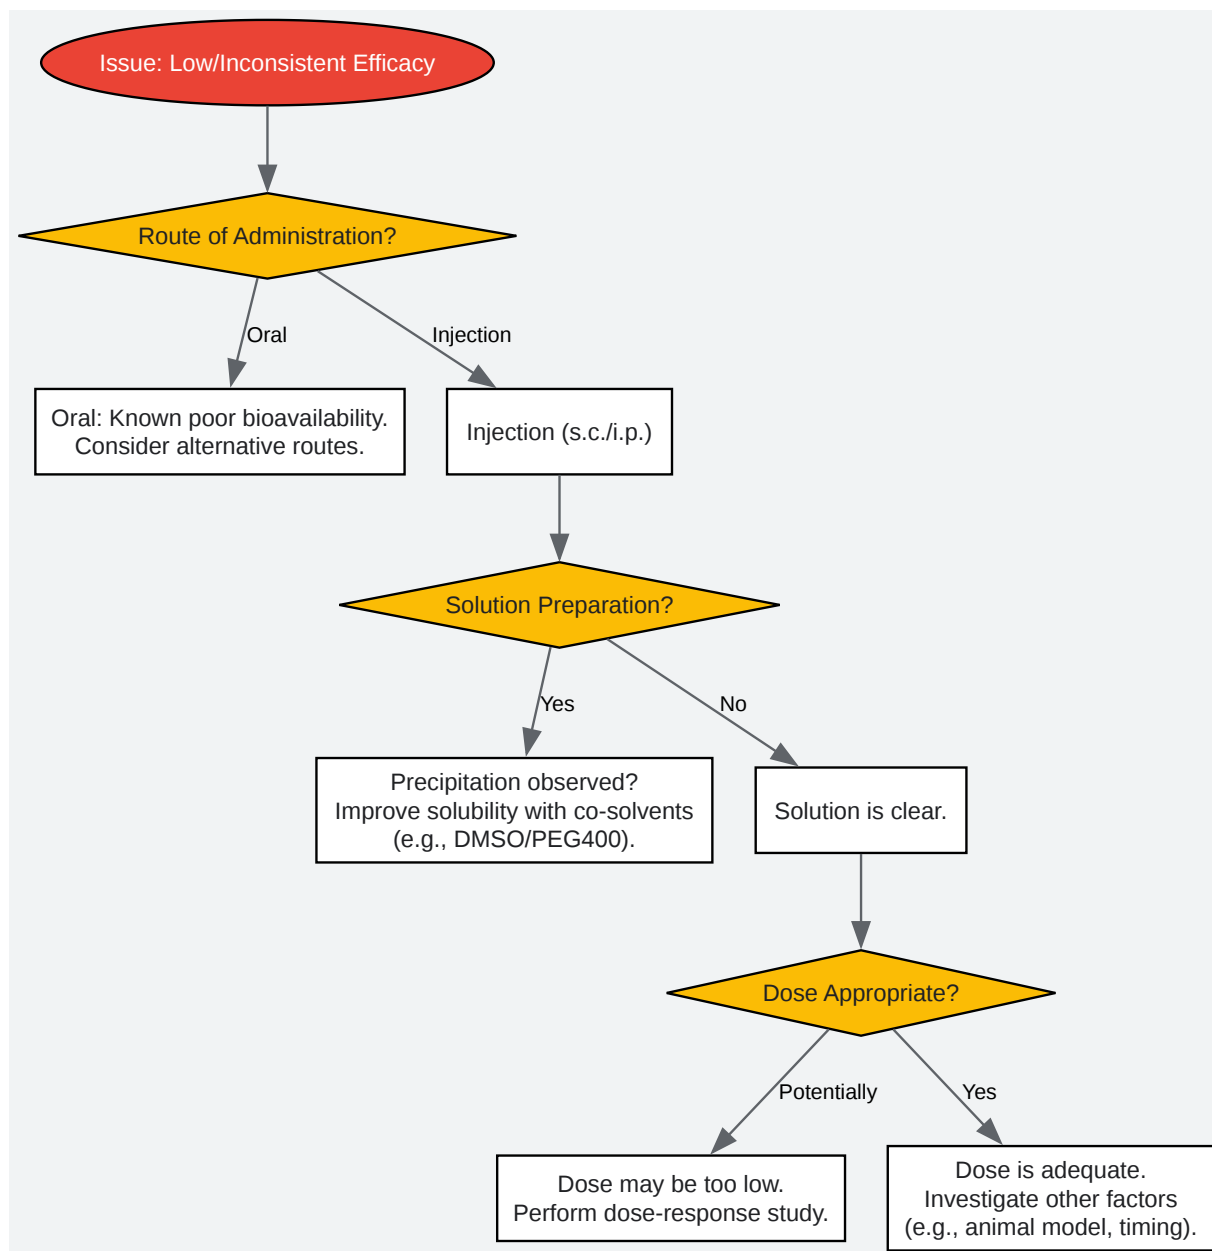 Issue: Low/Inconsistent Efficacy
Route of Administration?
Oral
Injection
Oral: Known poor bioavailability.
Consider alternative routes.
Injection (s.c./i.p.)
Solution Preparation?
Yes
No
Precipitation observed?
Improve solubility with co-solvents
(e.g., DMSO/PEG400).
Solution is clear.
Dose Appropriate?
Potentially
Yes
Dose may be too low.
Perform dose-response study.
Dose is adequate.
Investigate other factors
(e.g., animal model, timing).